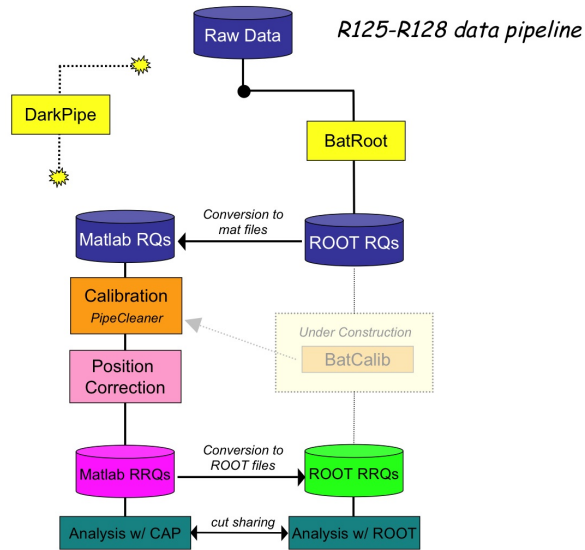 Raw Data
R125-R128 data pipeline
DarkPipe
BatRoot
Conversion to
mat files
Matlab RQs
ROOT RQs
Calibration
PipeCleaner
Under Construction
BatCalib
Position
Correction
Conversion to
ROOT files
Matlab RRQs
ROOT RRQs
Analysis w/ CAP
cut sharing
Analysis w/ ROOT